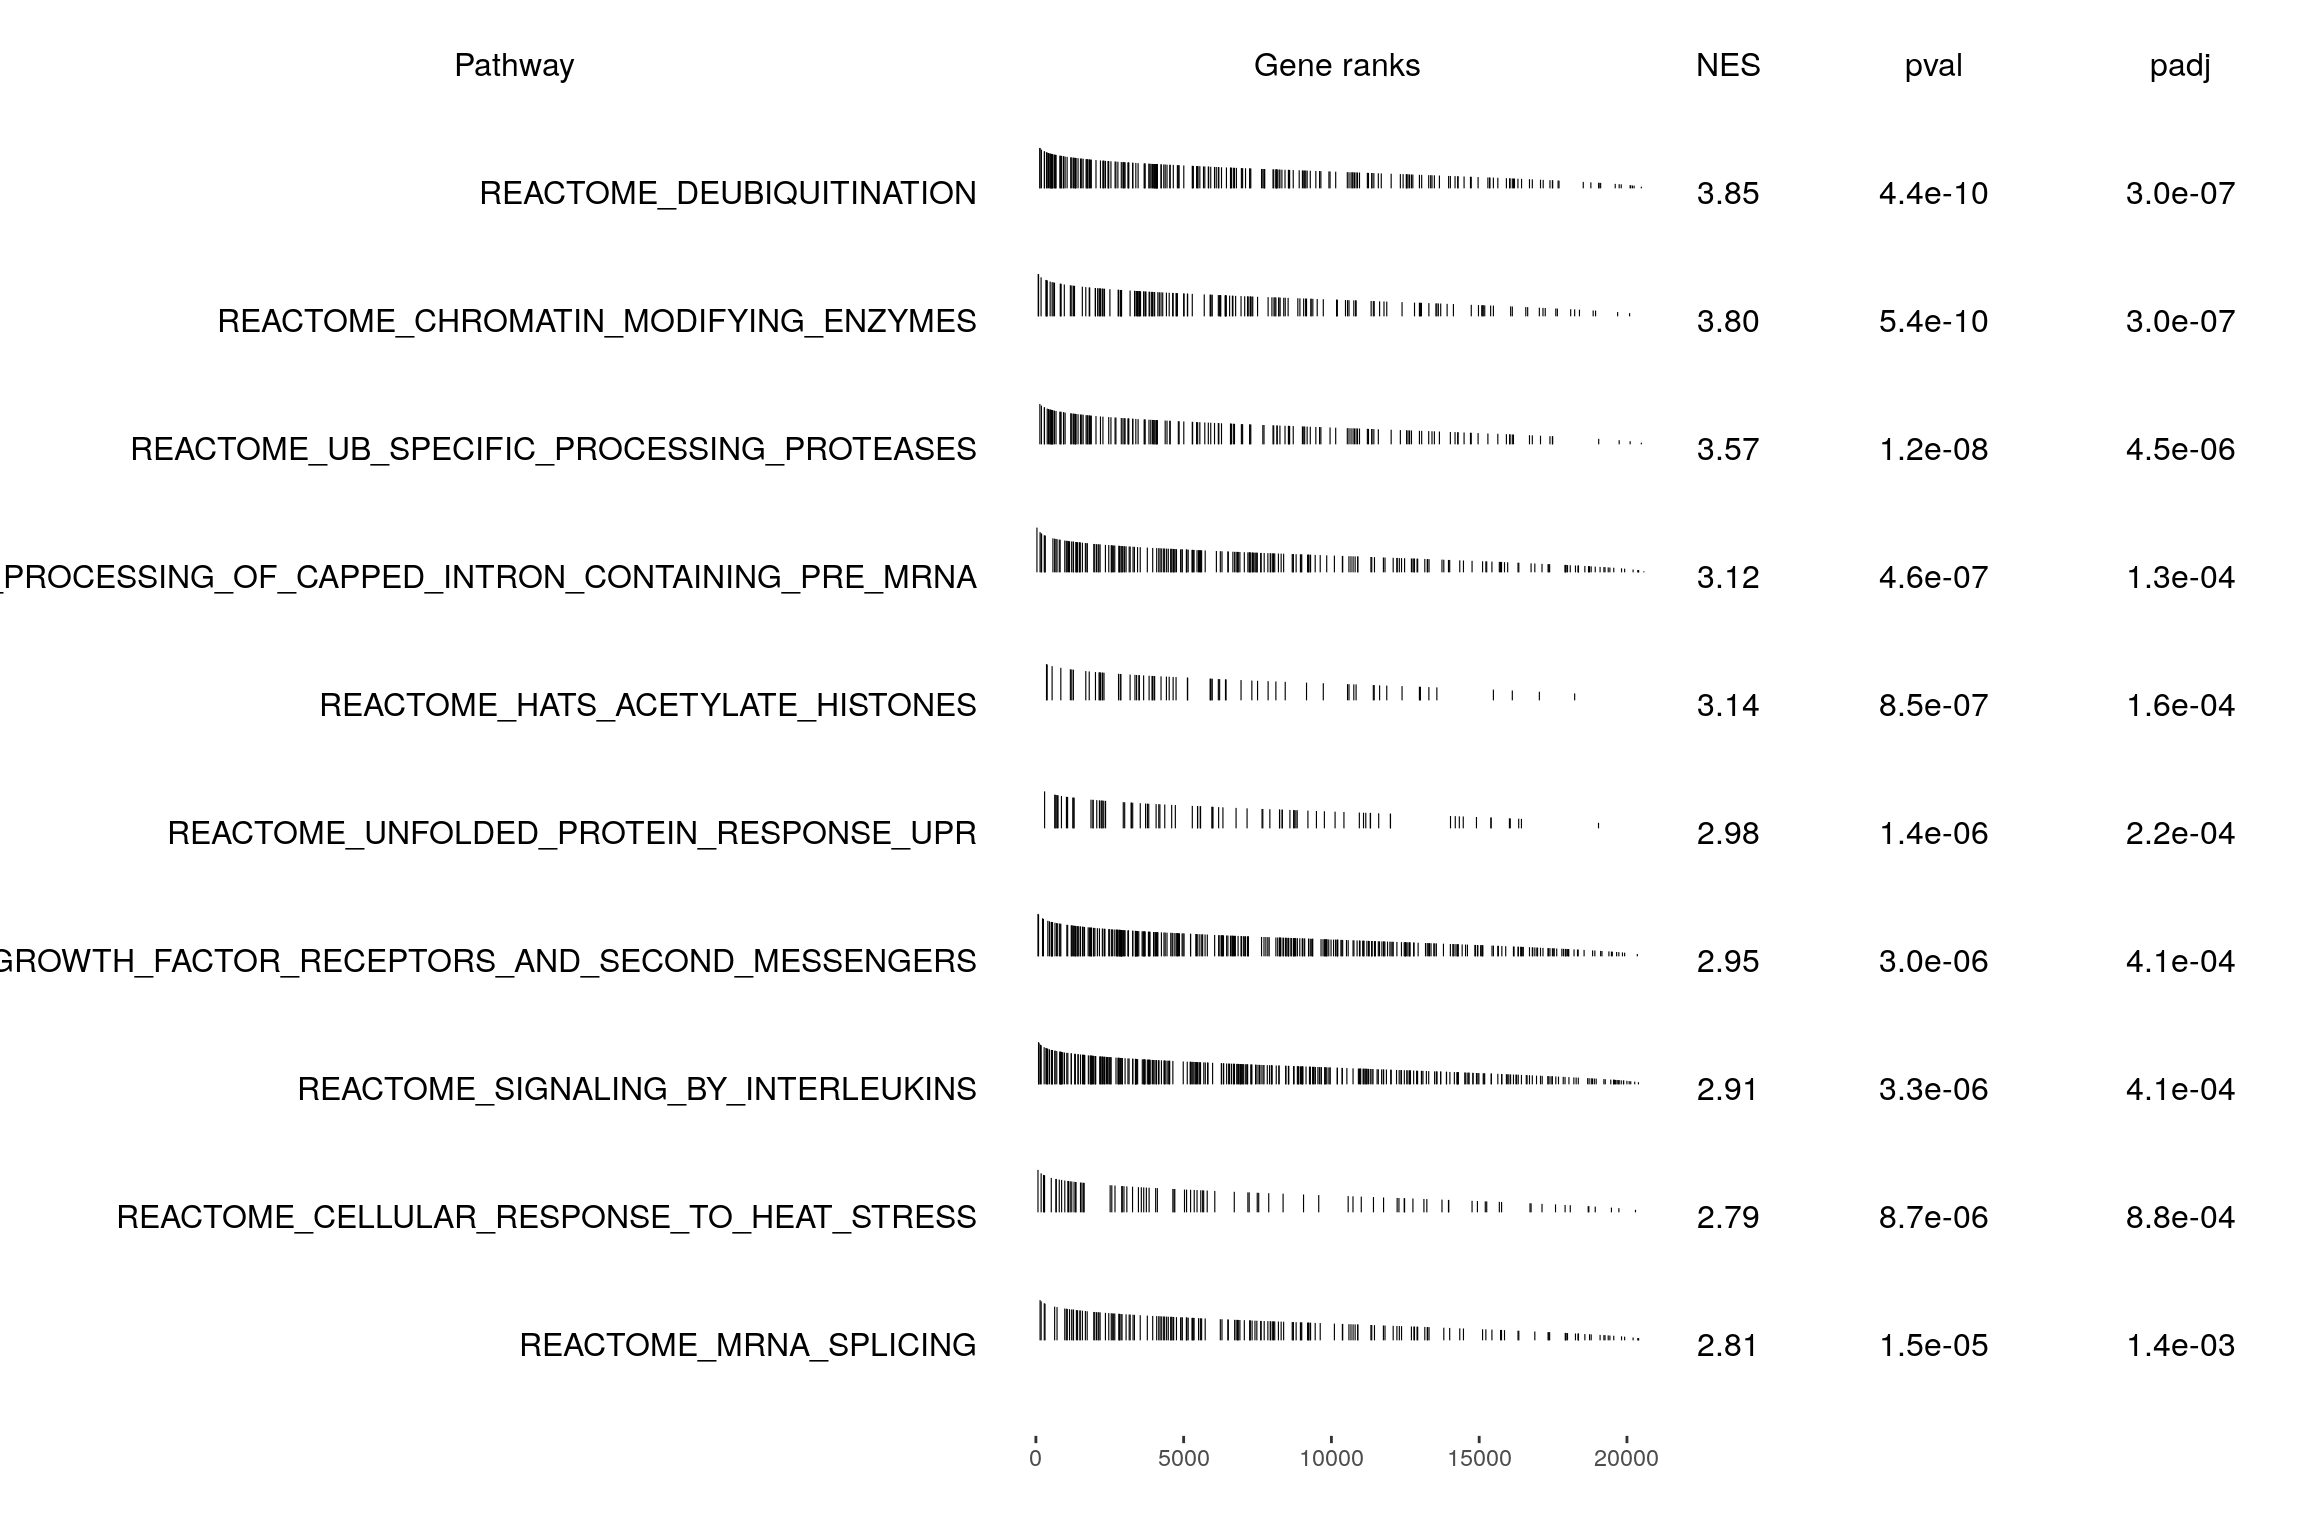 Pathway Gene ranks NES pval padj
REACTOME_DEUBIQUITINATION 3.85 4.4e-10 3.0e-07
REACTOME_CHROMATIN_MODIFYING_ENZYMES 3.80 5.4e-10 3.0e-07
REACTOME_UB_SPECIFIC_PROCESSING_PROTEASES 3.57 1.2e-08 4.5e-06
_PROCESSING_OF_CAPPED_INTRON_CONTAINING_PRE_MRNA 3.12 4.6e-07 1.3e-04
REACTOME_HATS_ACETYLATE_HISTONES 3.14 8.5e-07 1.6e-04
REACTOME_UNFOLDED_PROTEIN_RESPONSE_UPR 2.98 1.4e-06 2.2e-04
GROWTH_FACTOR_RECEPTORS_AND_SECOND_MESSENGERS 2.95 3.0e-06 4.1e-04
REACTOME_SIGNALING_BY_INTERLEUKINS 2.91 3.3e-06 4.1e-04
REACTOME_CELLULAR_RESPONSE_TO_HEAT_STRESS 2.79 8.7e-06 8.8e-04
REACTOME_MRNA_SPLICING 2.81 1.5e-05 1.4e-03
0 5000 10000 15000 20000